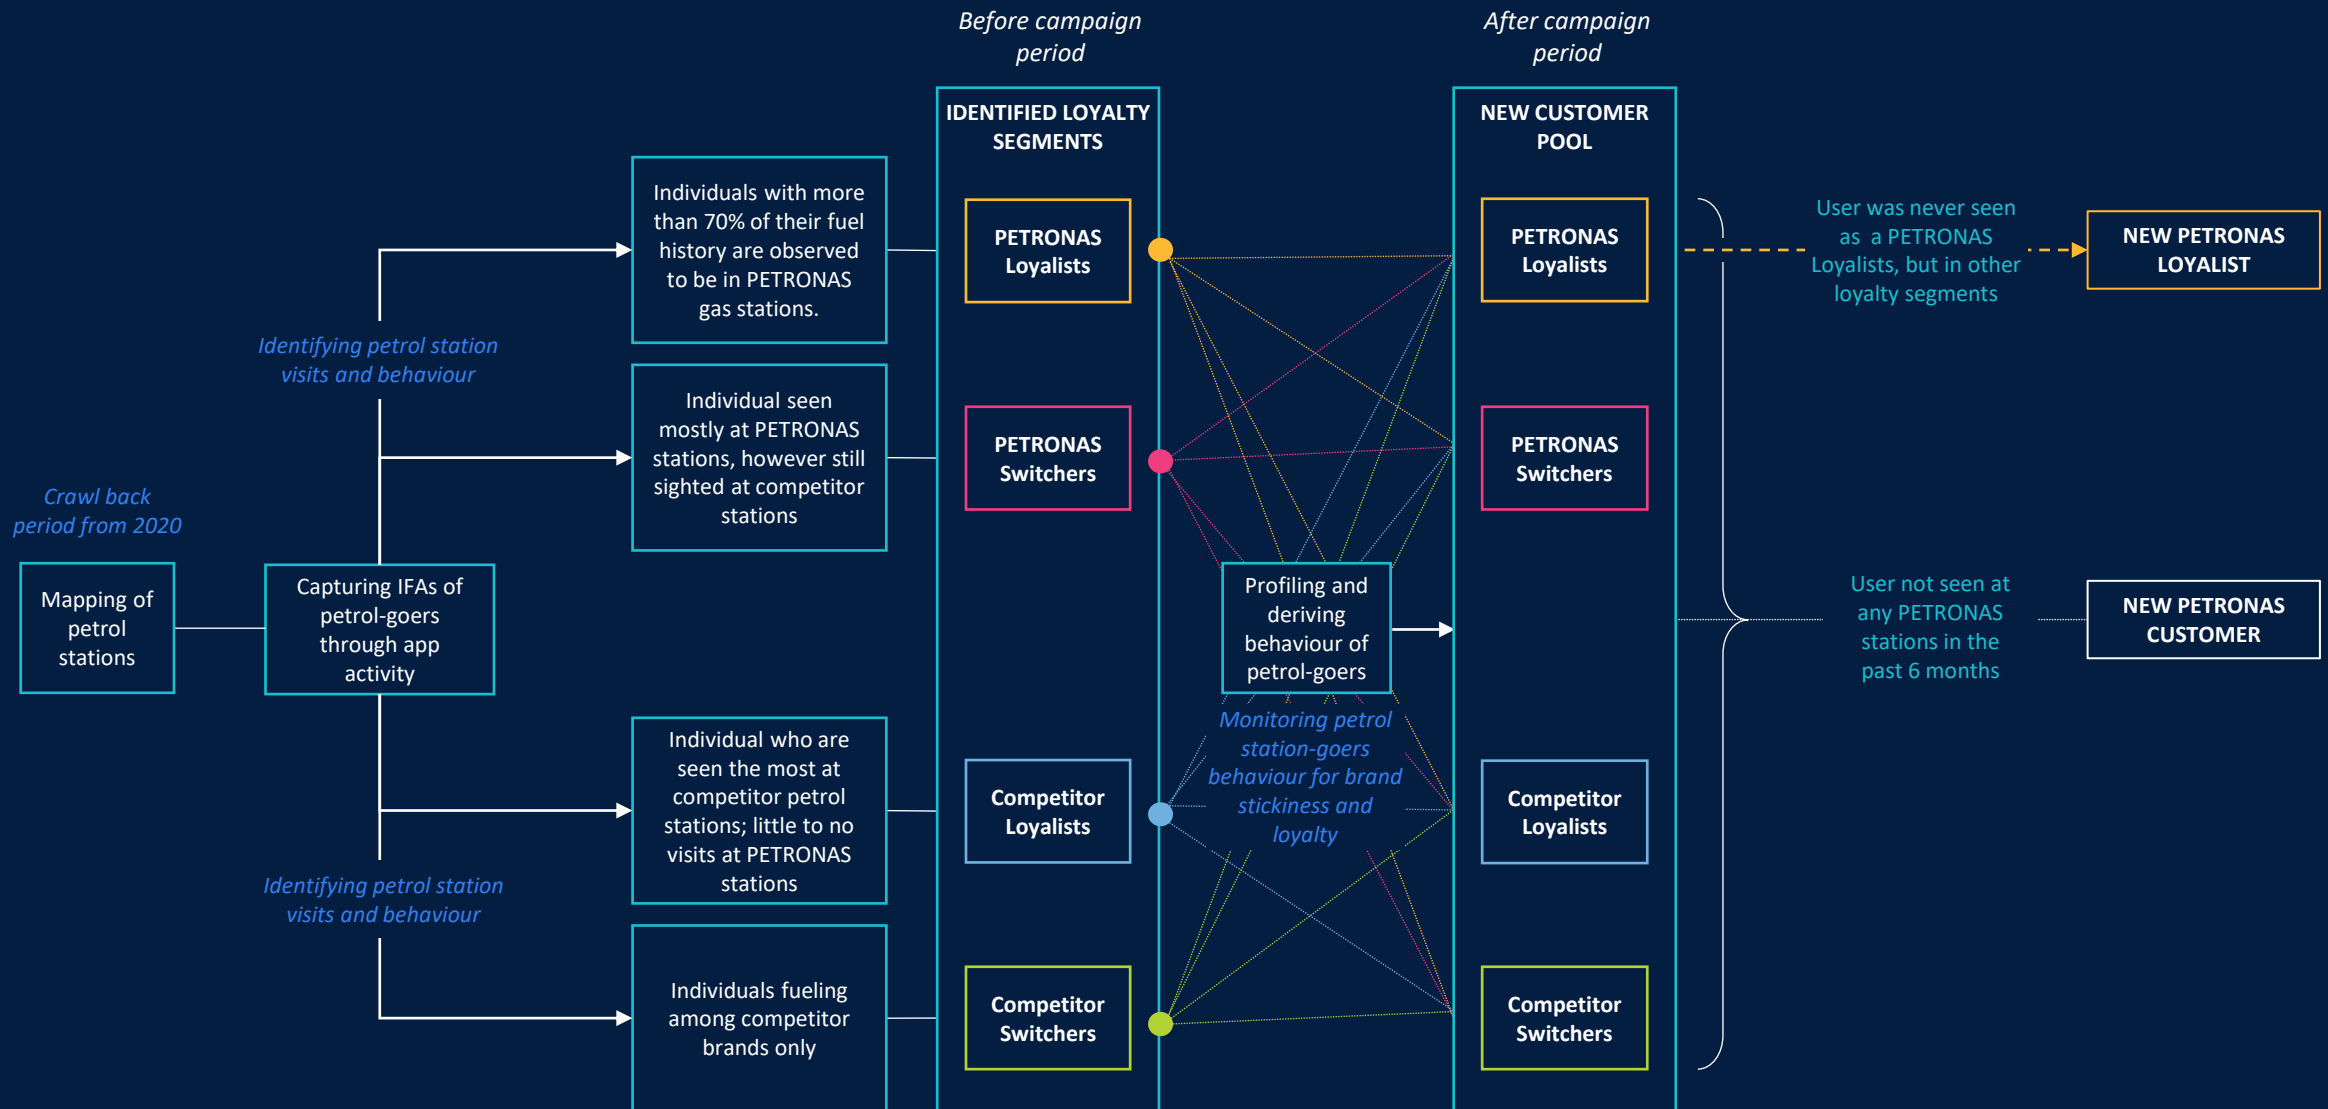 Before campaign
period
After campaign
period
IDENTIFIED LOYALTY
SEGMENTS
NEW CUSTOMER
POOL
Crawl back
period from 2020
Mapping of
petrol
stations
Capturing IFAs of
petrol-goers
through app
activity
Identifying petrol station
visits and behaviour
Identifying petrol station
visits and behaviour
Individuals with more
than 70% of their fuel
history are observed
to be in PETRONAS
gas stations.
Individual seen
mostly at PETRONAS
stations, however still
sighted at competitor
stations
Individual who are
seen the most at
competitor petrol
stations; little to no
visits at PETRONAS
stations
Individuals fueling
among competitor
brands only
PETRONAS
Loyalists
PETRONAS
Switchers
Competitor
Loyalists
Competitor
Switchers
Profiling and
deriving
behaviour of
petrol-goers
Monitoring petrol
station-goers
behaviour for brand
stickiness and
loyalty
PETRONAS
Loyalists
PETRONAS
Switchers
Competitor
Loyalists
Competitor
Switchers
User was never seen
as a PETRONAS
Loyalists, but in other
loyalty segments
NEW PETRONAS
LOYALIST
User not seen at
any PETRONAS
stations in the
past 6 months
NEW PETRONAS
CUSTOMER